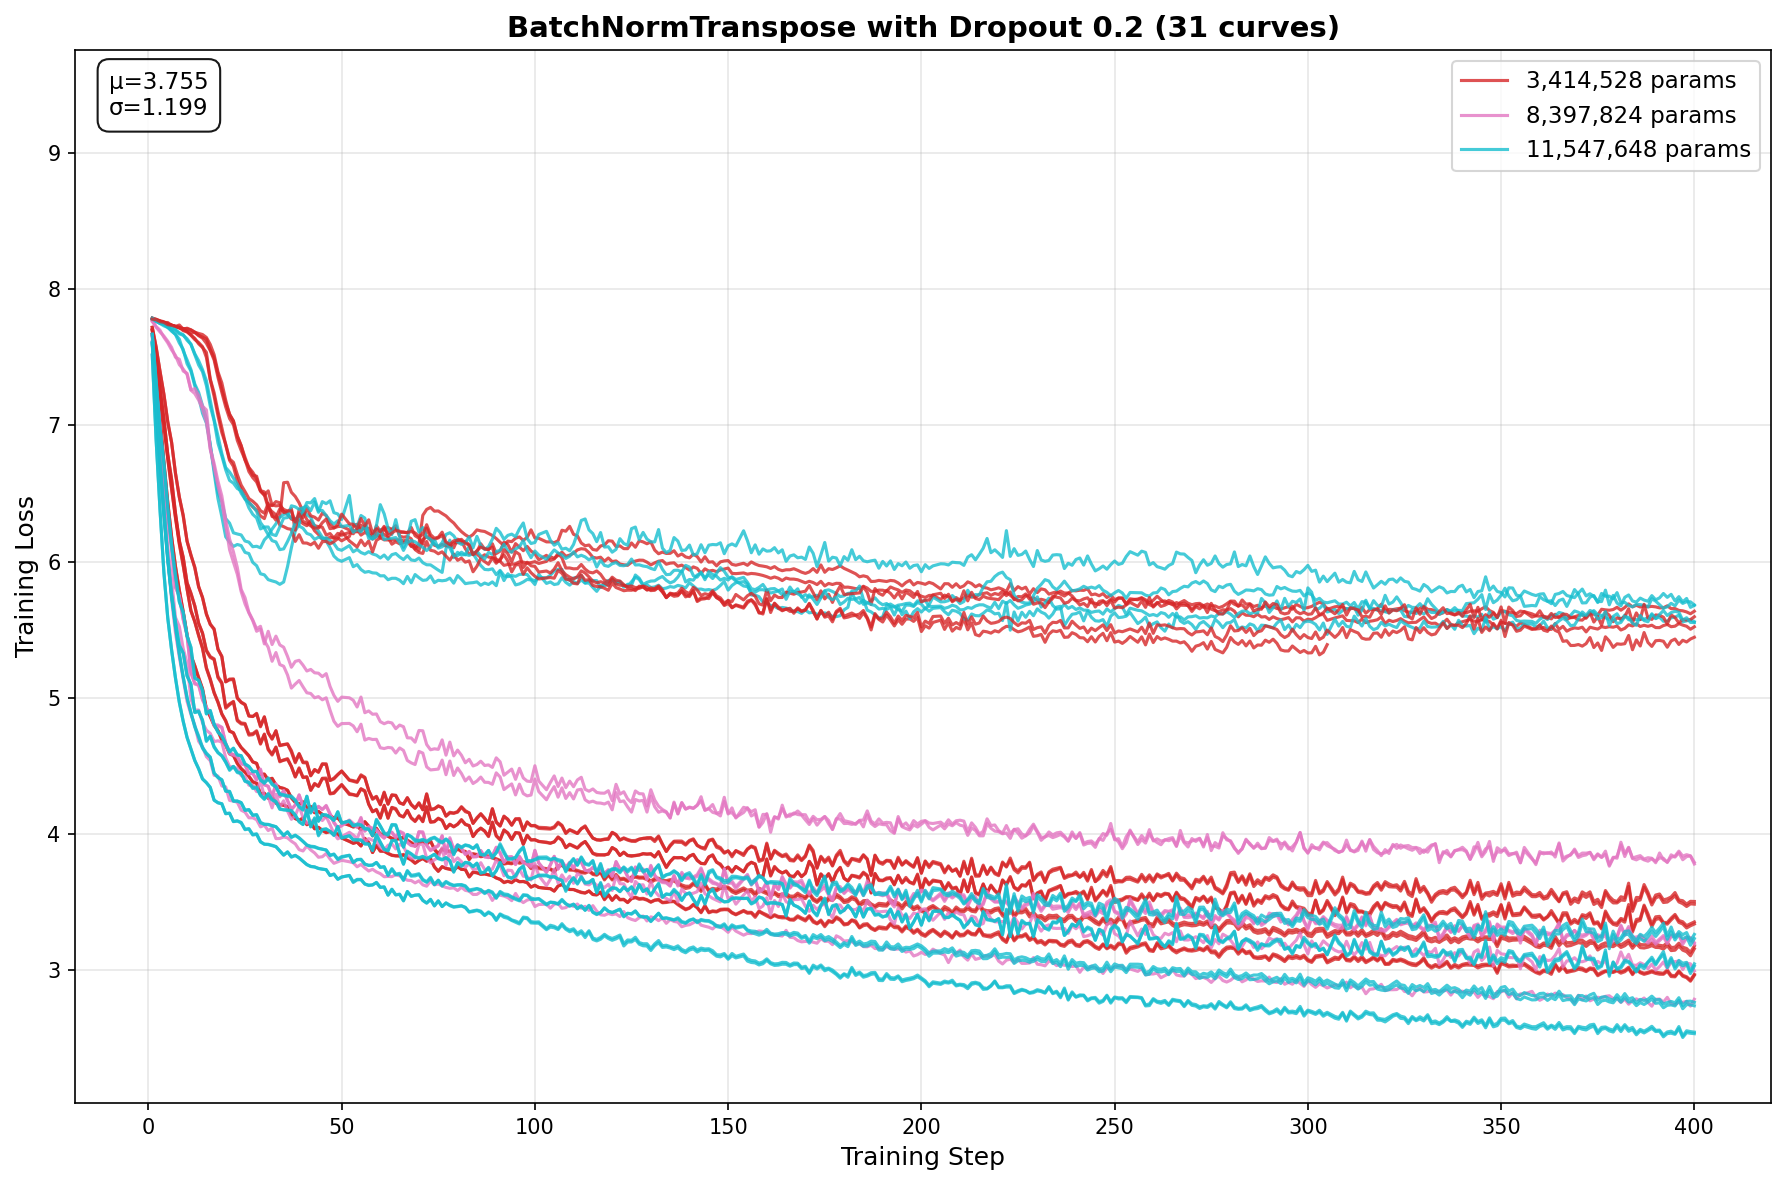 BatchNormTranspose with Dropout 0.2 (31 curves)
μ=3.755
σ=1.199
3,414,528 params
8,397,824 params
11,547,648 params
9
8
7
6
5
4
3
Training Loss
0 50 100 150 200 250 300 350 400
Training Step